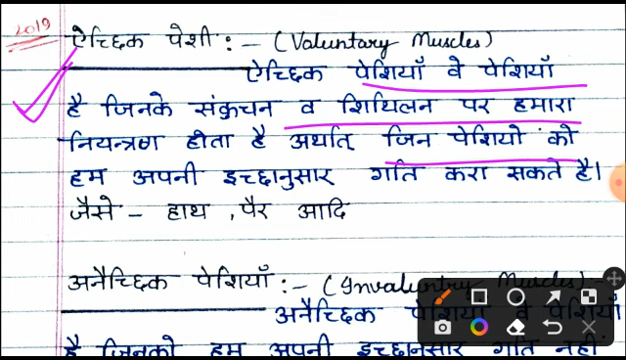 2019
ऐच्छिक पेशी :- (Voluntary Muscles)
ऐच्छिक पेशियाँ वे पेशियाँ
है जिनके संकुचन व शिथिलन पर हमारा
नियन्त्रण होता है अर्थात् जिन पेशियो को
हम अपनी इच्छानुसार गति करा सकते है।
जैसे - हाथ , पैर आदि
अनैच्छिक पेशियाँ :- (Involuntry Muscles) -
अनैच्छिक पेशियाँ वे पेशियाँ
है जिनको हम अपनी इच्छानुसार गति नही